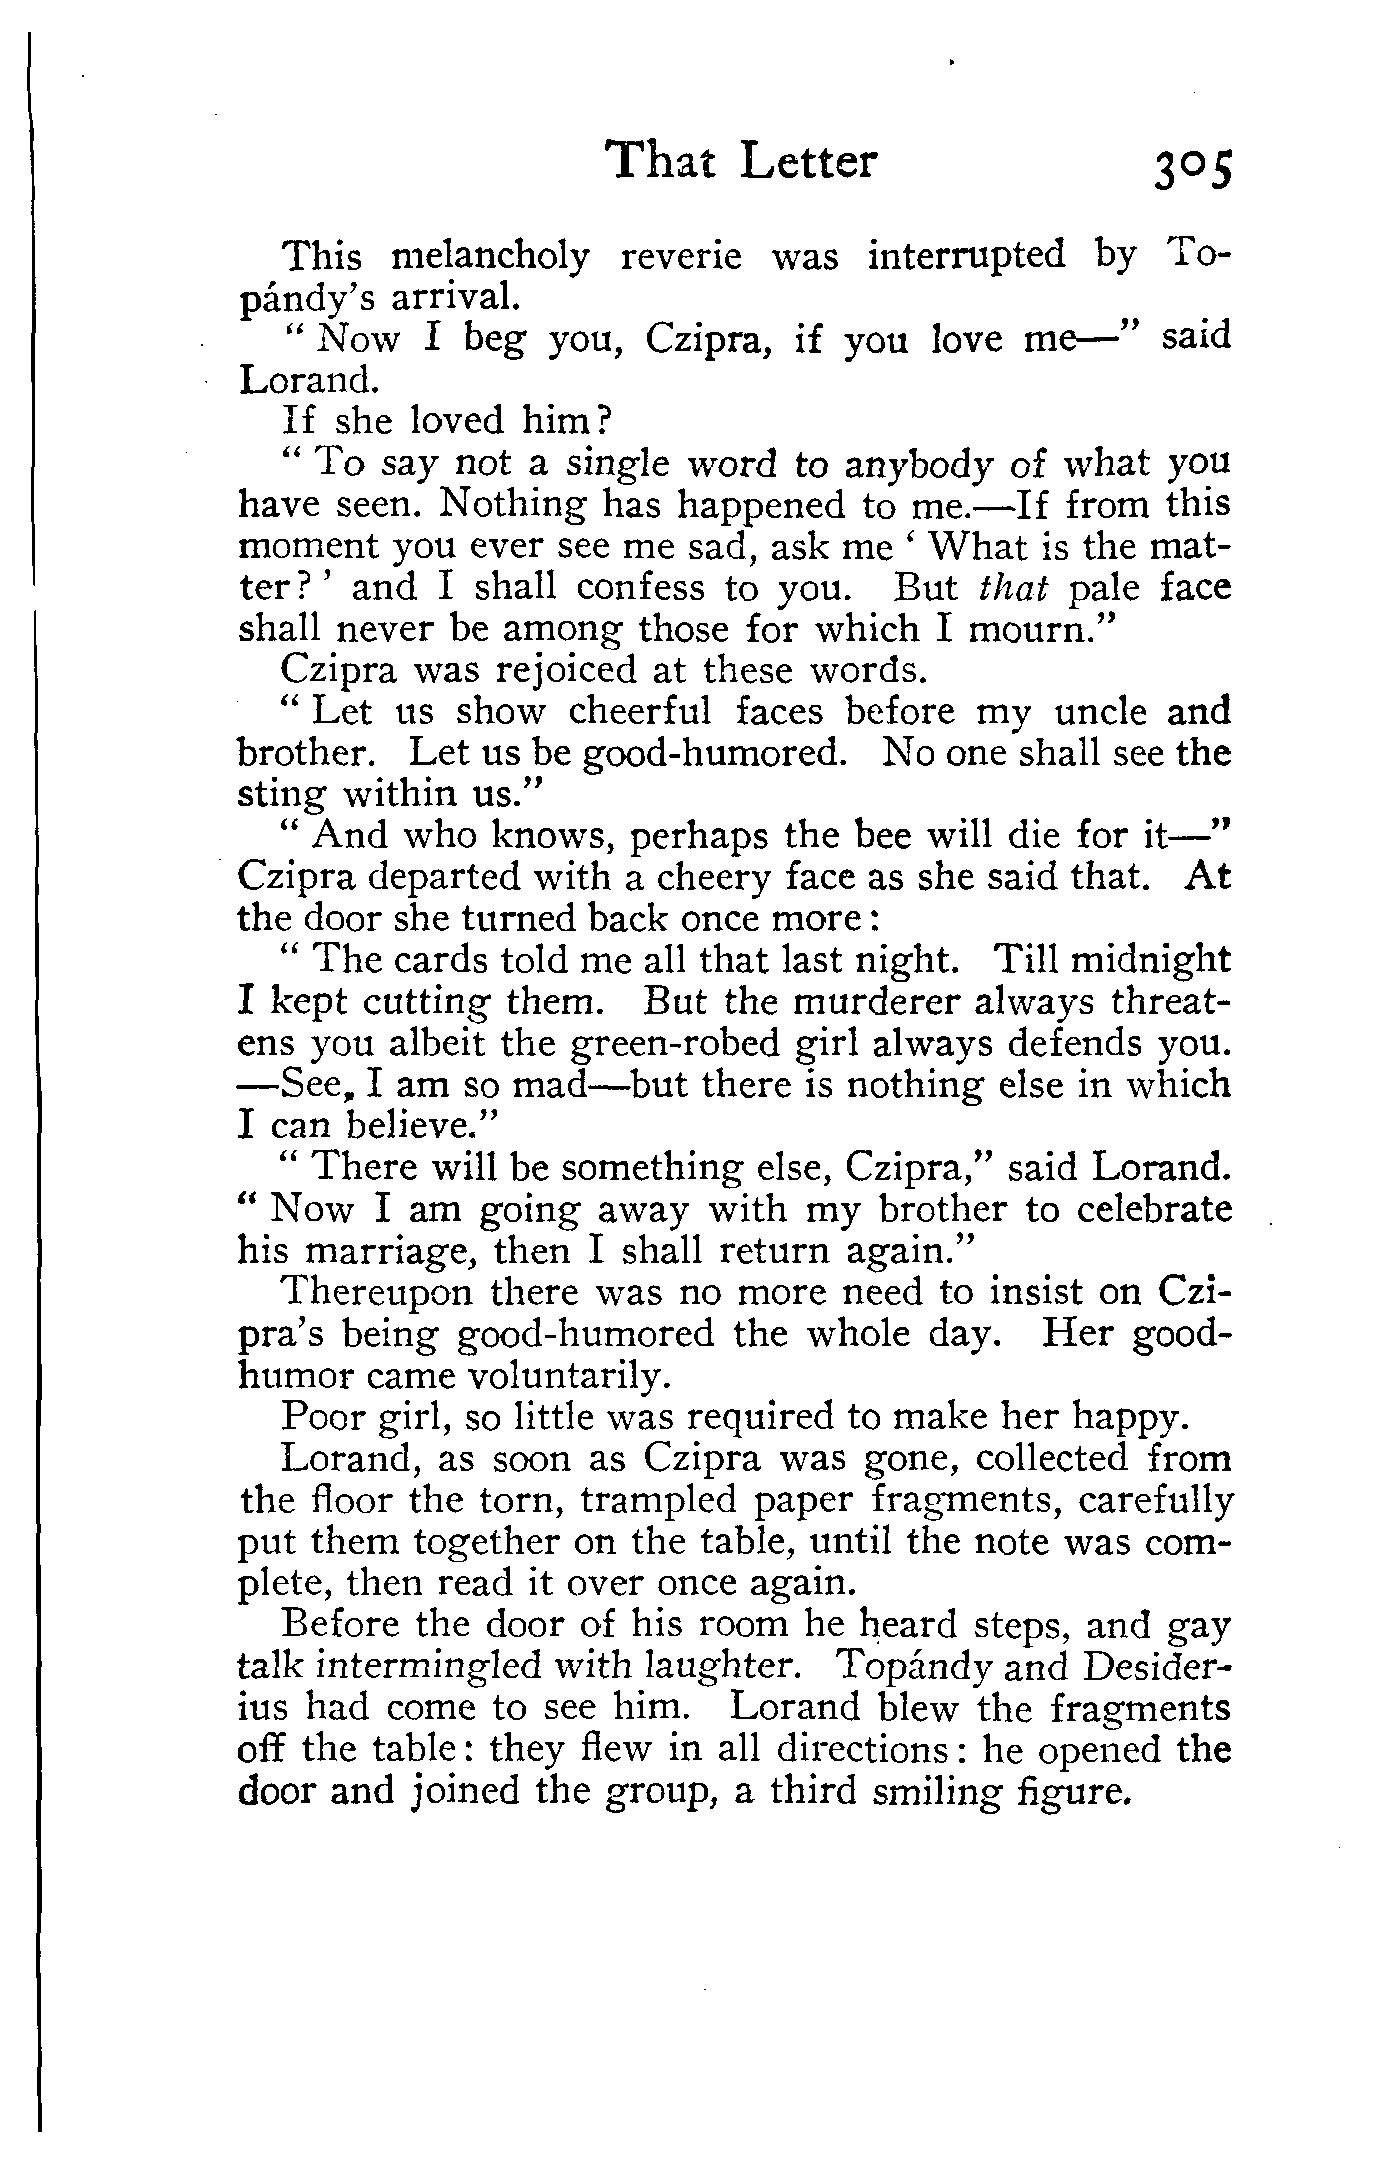 That Letter 305
This melancholy reverie was interrupted by To-
pándy's arrival.
" Now I beg you, Czipra, if you love me—" said
Lorand.
If she loved him?
" To say not a single word to anybody of what you
have seen. Nothing has happened to me.—If from this
moment you ever see me sad, ask me ' What is the mat-
ter? ' and I shall confess to you. But that pale face
shall never be among those for which I mourn."
Czipra was rejoiced at these words.
" Let us show cheerful faces before my uncle and
brother. Let us be good-humored. No one shall see the
sting within us."
" And who knows, perhaps the bee will die for it—"
Czipra departed with a cheery face as she said that. At
the door she turned back once more:
" The cards told me all that last night. Till midnight
I kept cutting them. But the murderer always threat-
ens you albeit the green-robed girl always defends you.
—See, I am so mad—but there is nothing else in which
I can believe."
" There will be something else, Czipra," said Lorand.
" Now I am going away with my brother to celebrate
his marriage, then I shall return again."
Thereupon there was no more need to insist on Czi-
pra's being good-humored the whole day. Her good-
humor came voluntarily.
Poor girl, so little was required to make her happy.
Lorand, as soon as Czipra was gone, collected from
the floor the torn, trampled paper fragments, carefully
put them together on the table, until the note was com-
plete, then read it over once again.
Before the door of his room he heard steps, and gay
talk intermingled with laughter. Topándy and Desider-
ius had come to see him. Lorand blew the fragments
off the table: they flew in all directions: he opened the
door and joined the group, a third smiling figure.